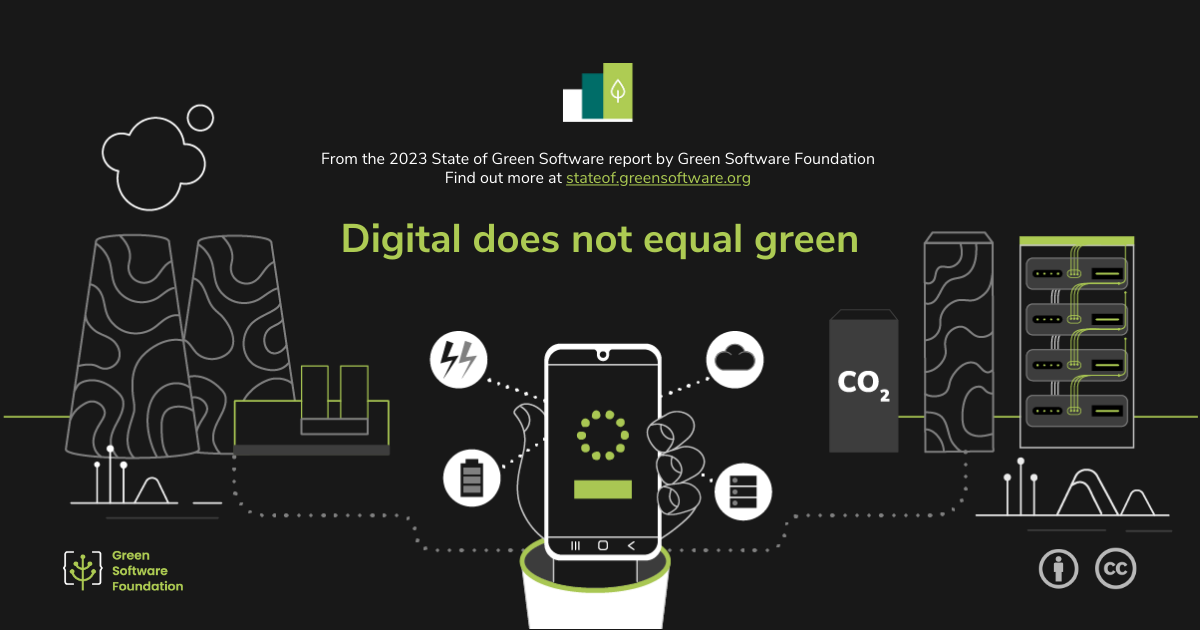 From the 2023 State of Green Software report by Green Software Foundation
Find out more at stateof.greensoftware.org
Digital does not equal green
CO2
Green
Software
Foundation
CC